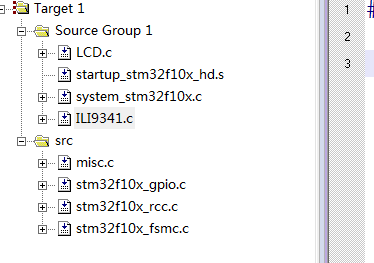 Target 1
Source Group 1
LCD.c
startup_stm32f10x_hd.s
system_stm32f10x.c
ILI9341.c
src
misc.c
stm32f10x_gpio.c
stm32f10x_rcc.c
stm32f10x_fsmc.c
1
2
3